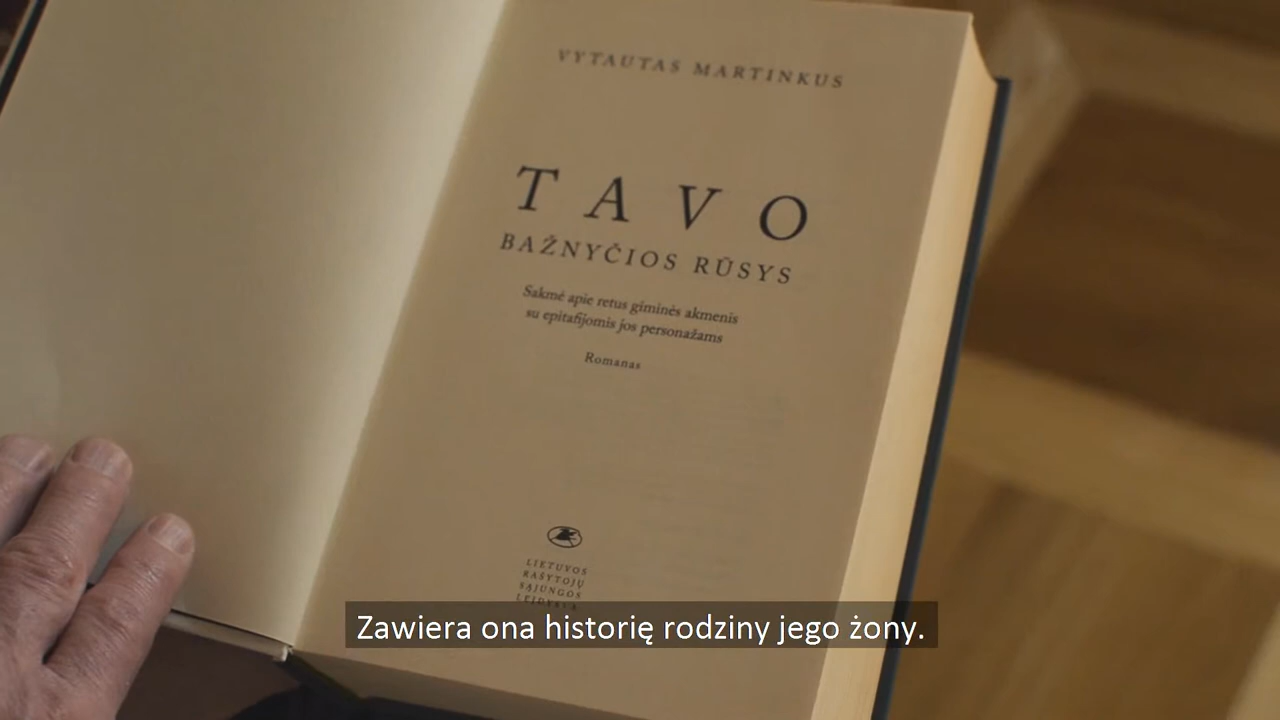 VYTAUTAS MARTINKUS
TAVO
BAŽNYČIOS RŪSYS
Sakmė apie retus giminės akmenis
su epitafijomis jos personažams
Romanas
LIETUVOS
RAŠYTOJŲ
SĄJUNGOS
LEIDYKLA
Zawiera ona historię rodziny jego żony.